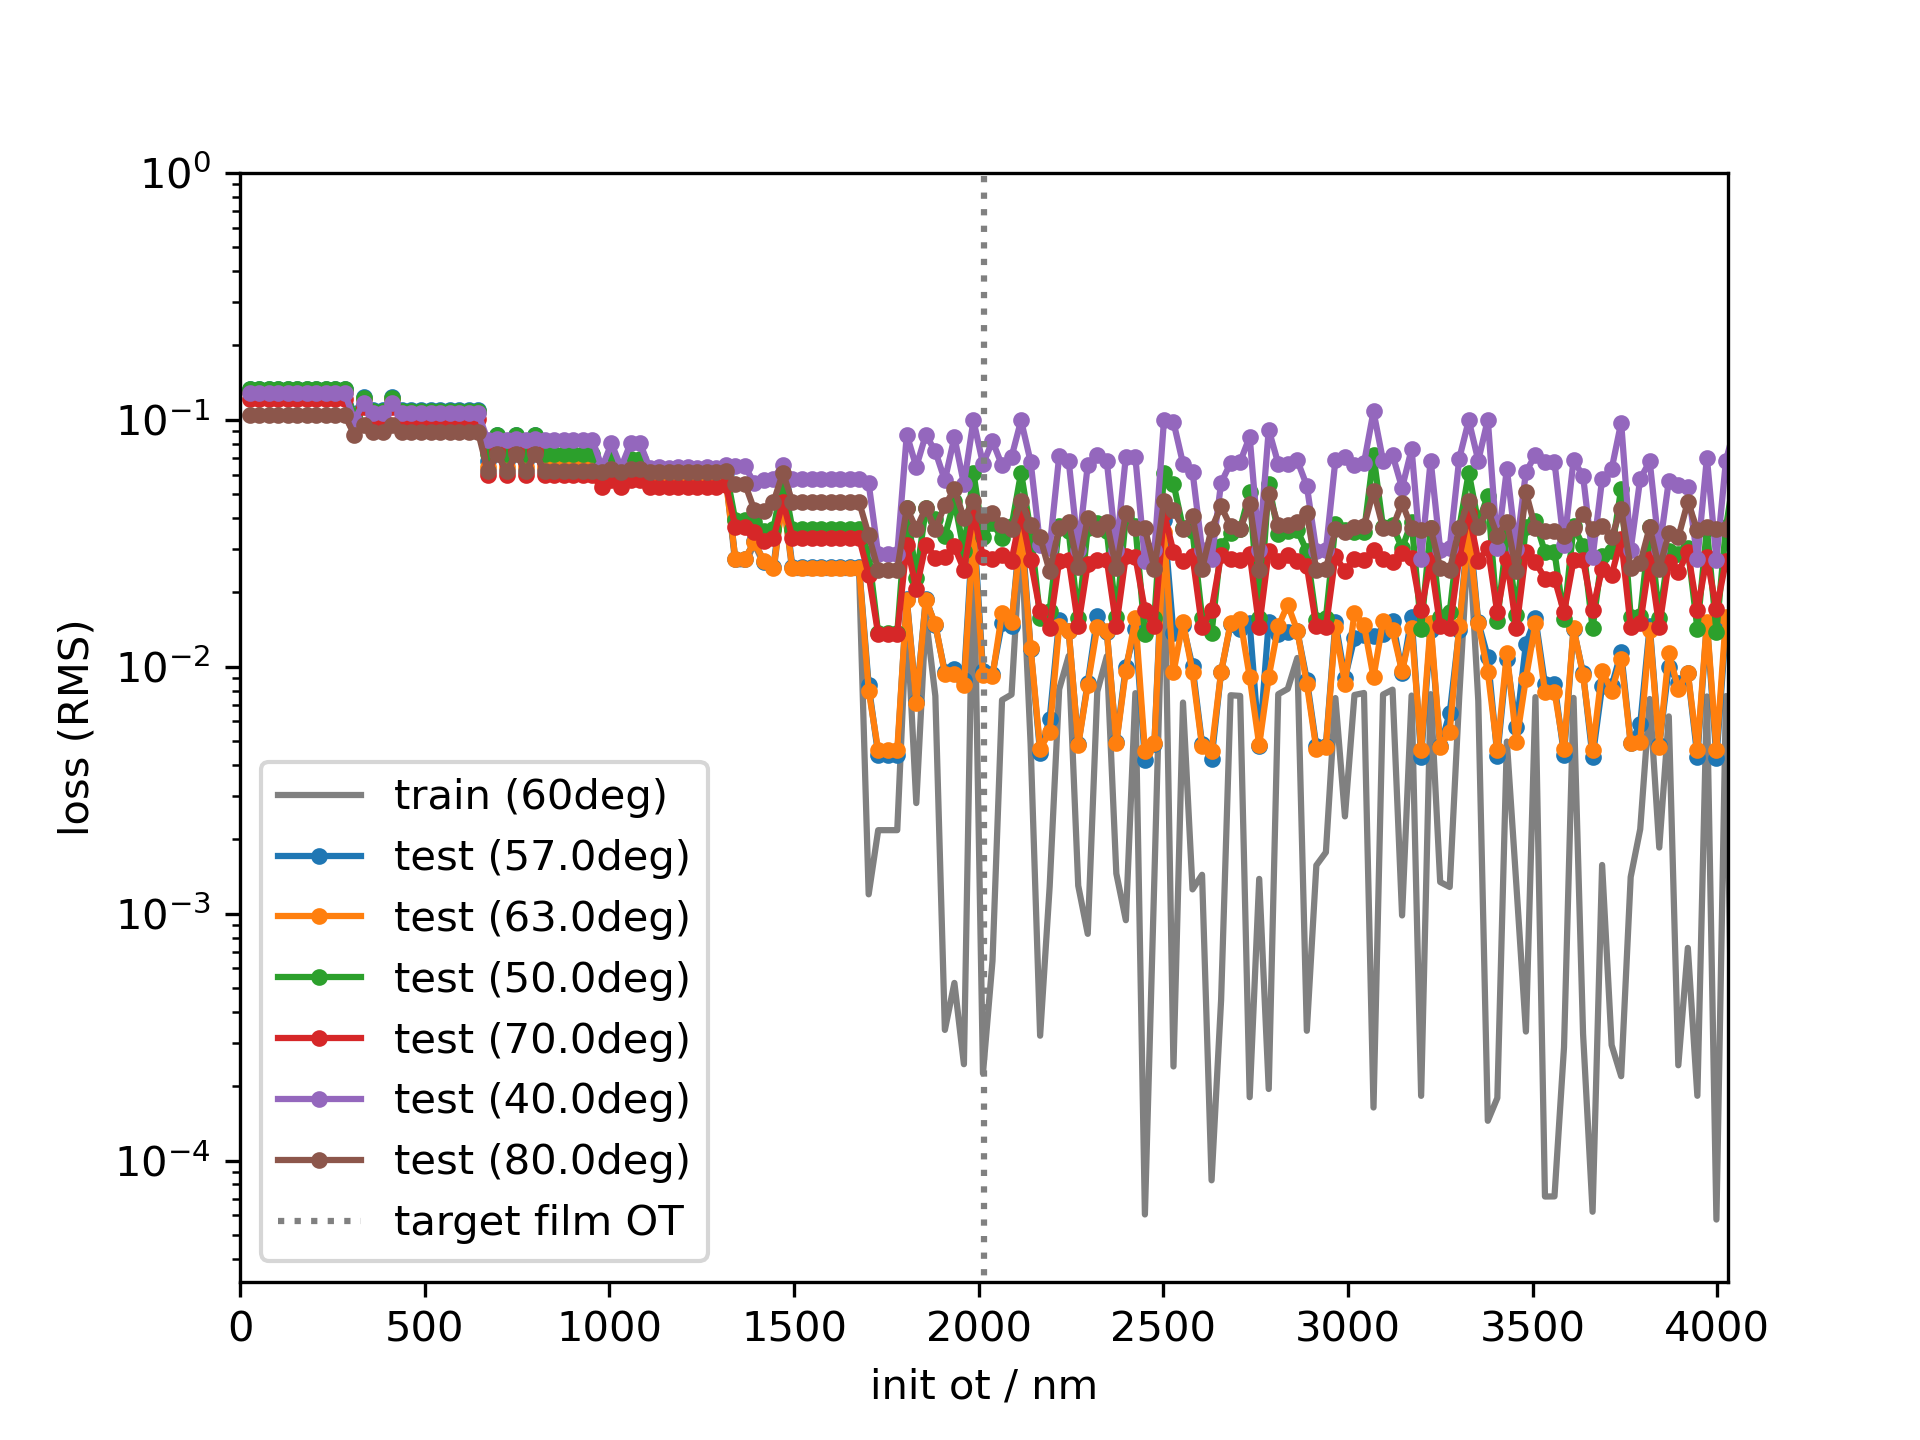 10⁰
10⁻¹
10⁻²
10⁻³
10⁻⁴
loss (RMS)
train (60deg)
test (57.0deg)
test (63.0deg)
test (50.0deg)
test (70.0deg)
test (40.0deg)
test (80.0deg)
target film OT
0 500 1000 1500 2000 2500 3000 3500 4000
init ot / nm